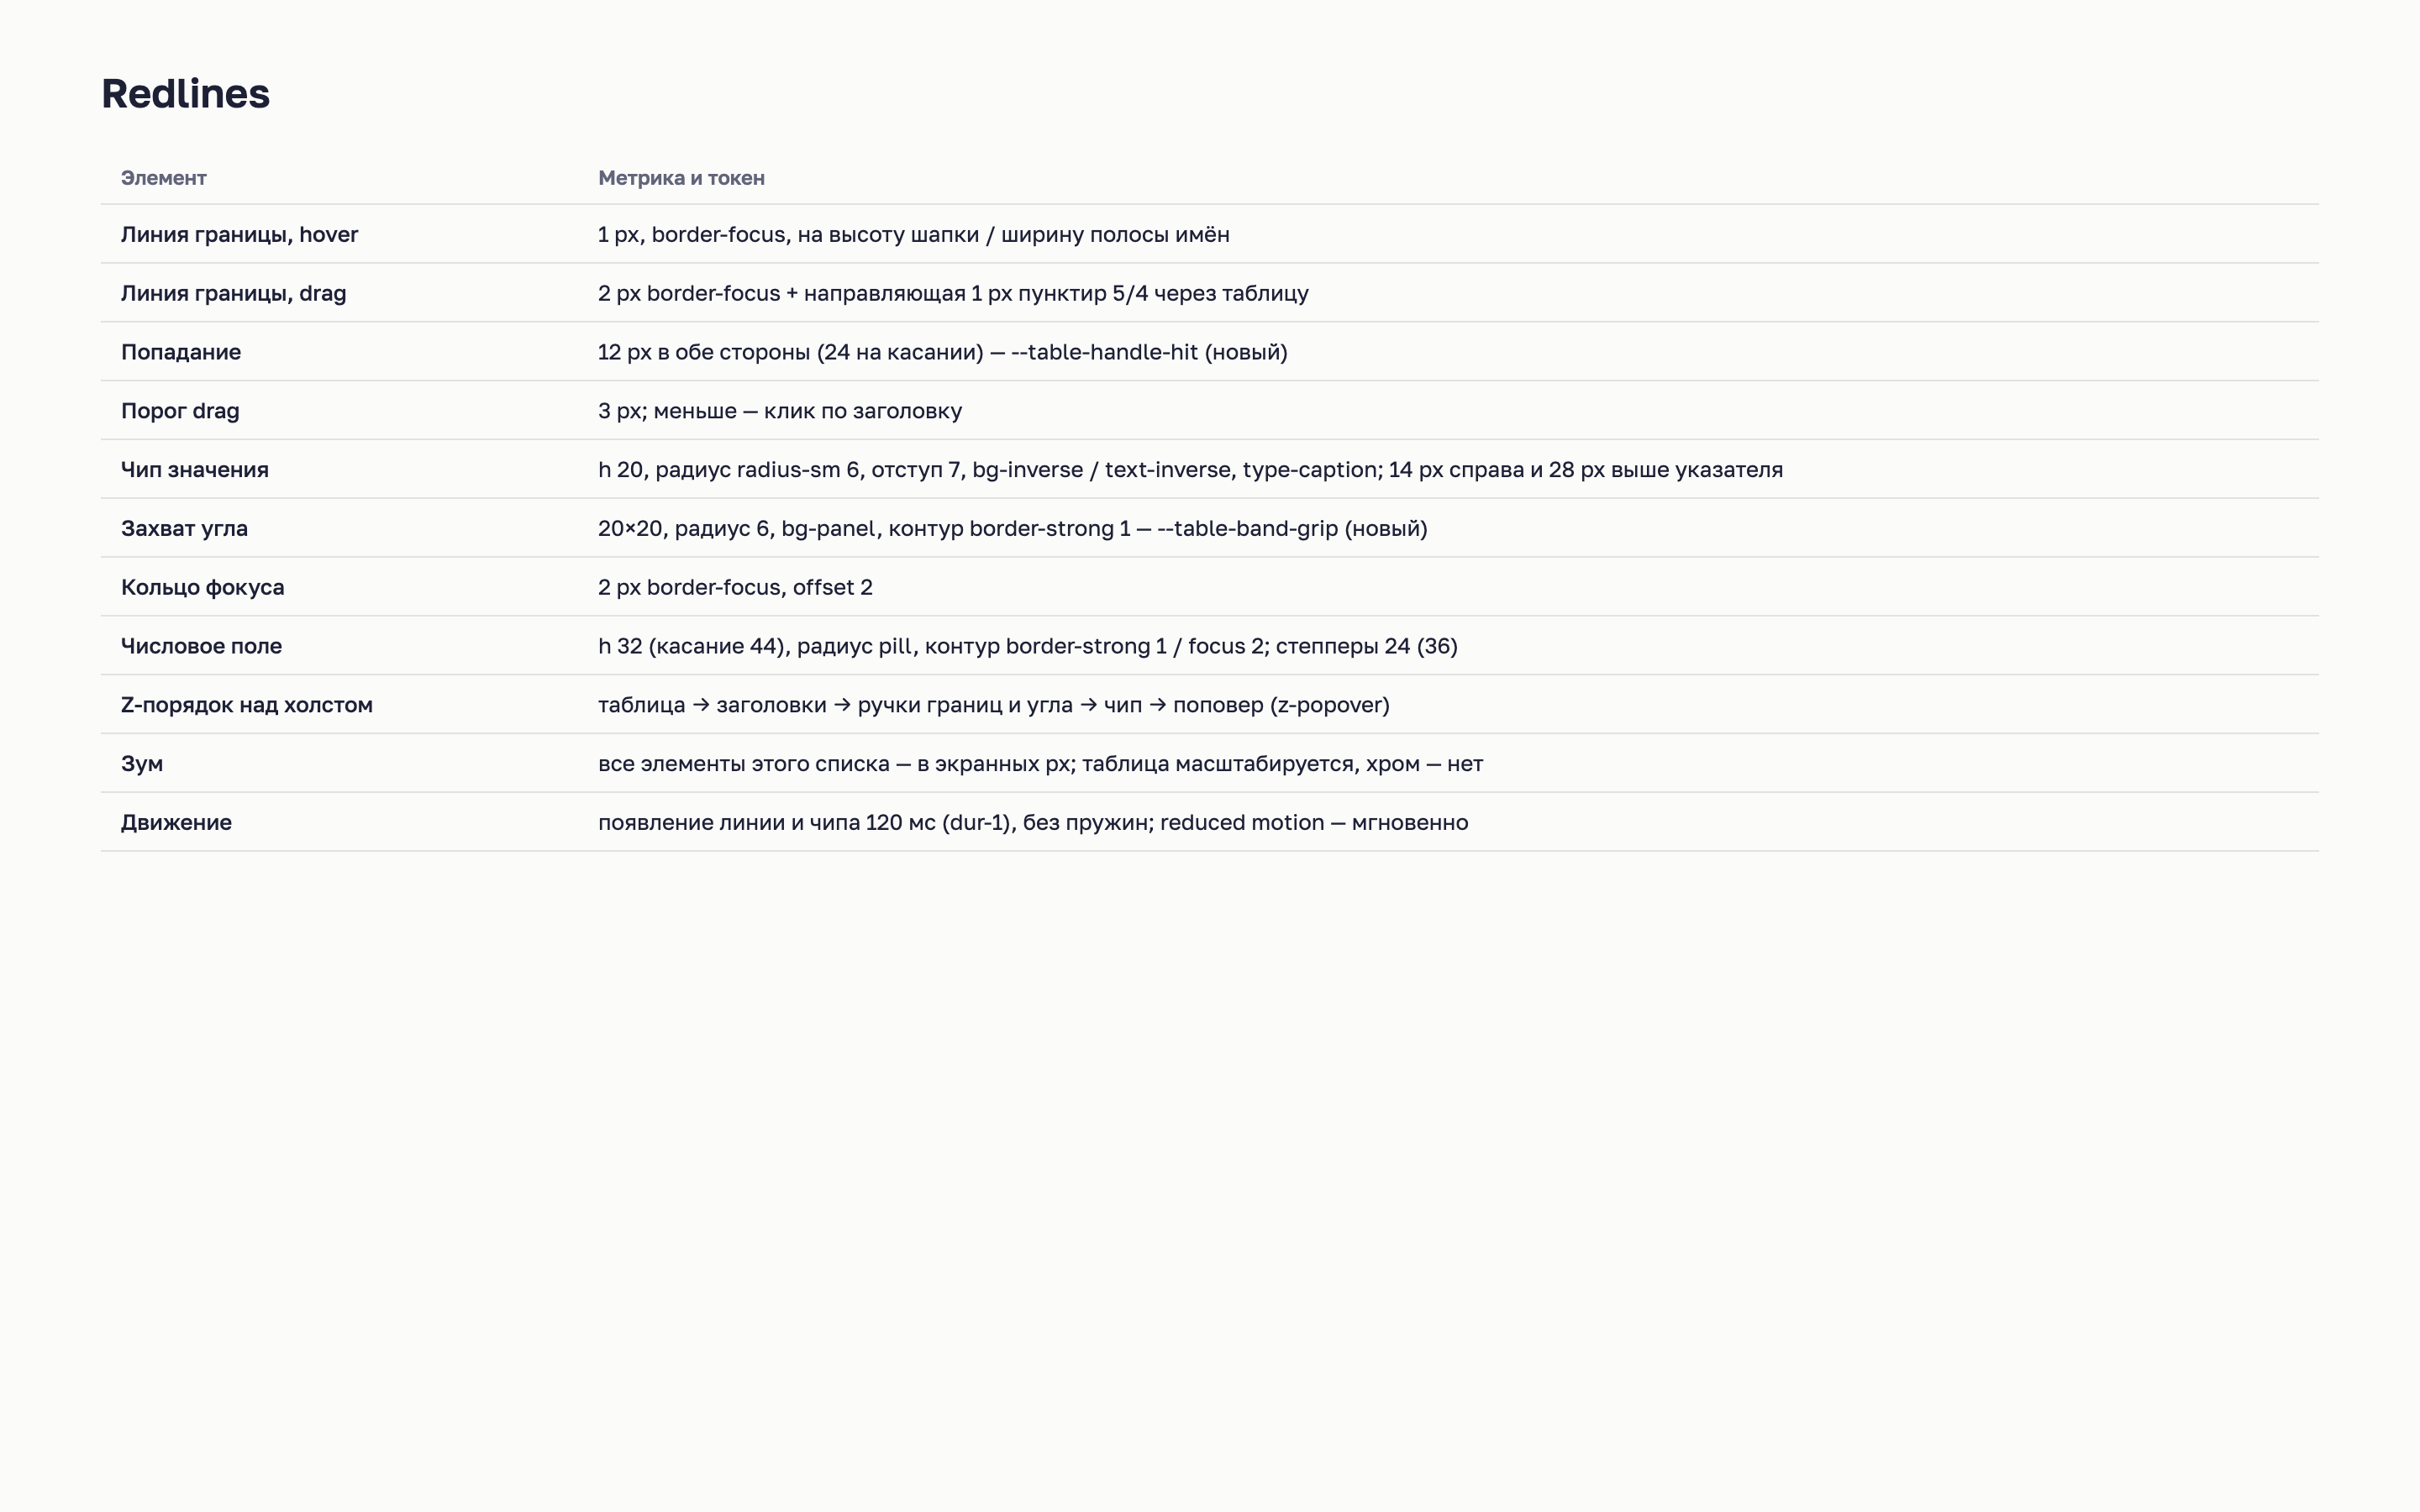 Redlines
Элемент Метрика и токен
Линия границы, hover 1 px, border-focus, на высоту шапки / ширину полосы имён
Линия границы, drag 2 px border-focus + направляющая 1 px пунктир 5/4 через таблицу
Попадание 12 px в обе стороны (24 на касании) — --table-handle-hit (новый)
Порог drag 3 px; меньше — клик по заголовку
Чип значения h 20, радиус radius-sm 6, отступ 7, bg-inverse / text-inverse, type-caption; 14 px справа и 28 px выше указателя
Захват угла 20×20, радиус 6, bg-panel, контур border-strong 1 — --table-band-grip (новый)
Кольцо фокуса 2 px border-focus, offset 2
Числовое поле h 32 (касание 44), радиус pill, контур border-strong 1 / focus 2; степперы 24 (36)
Z-порядок над холстом таблица → заголовки → ручки границ и угла → чип → поповер (z-popover)
Зум все элементы этого списка — в экранных px; таблица масштабируется, хром — нет
Движение появление линии и чипа 120 мс (dur-1), без пружин; reduced motion — мгновенно